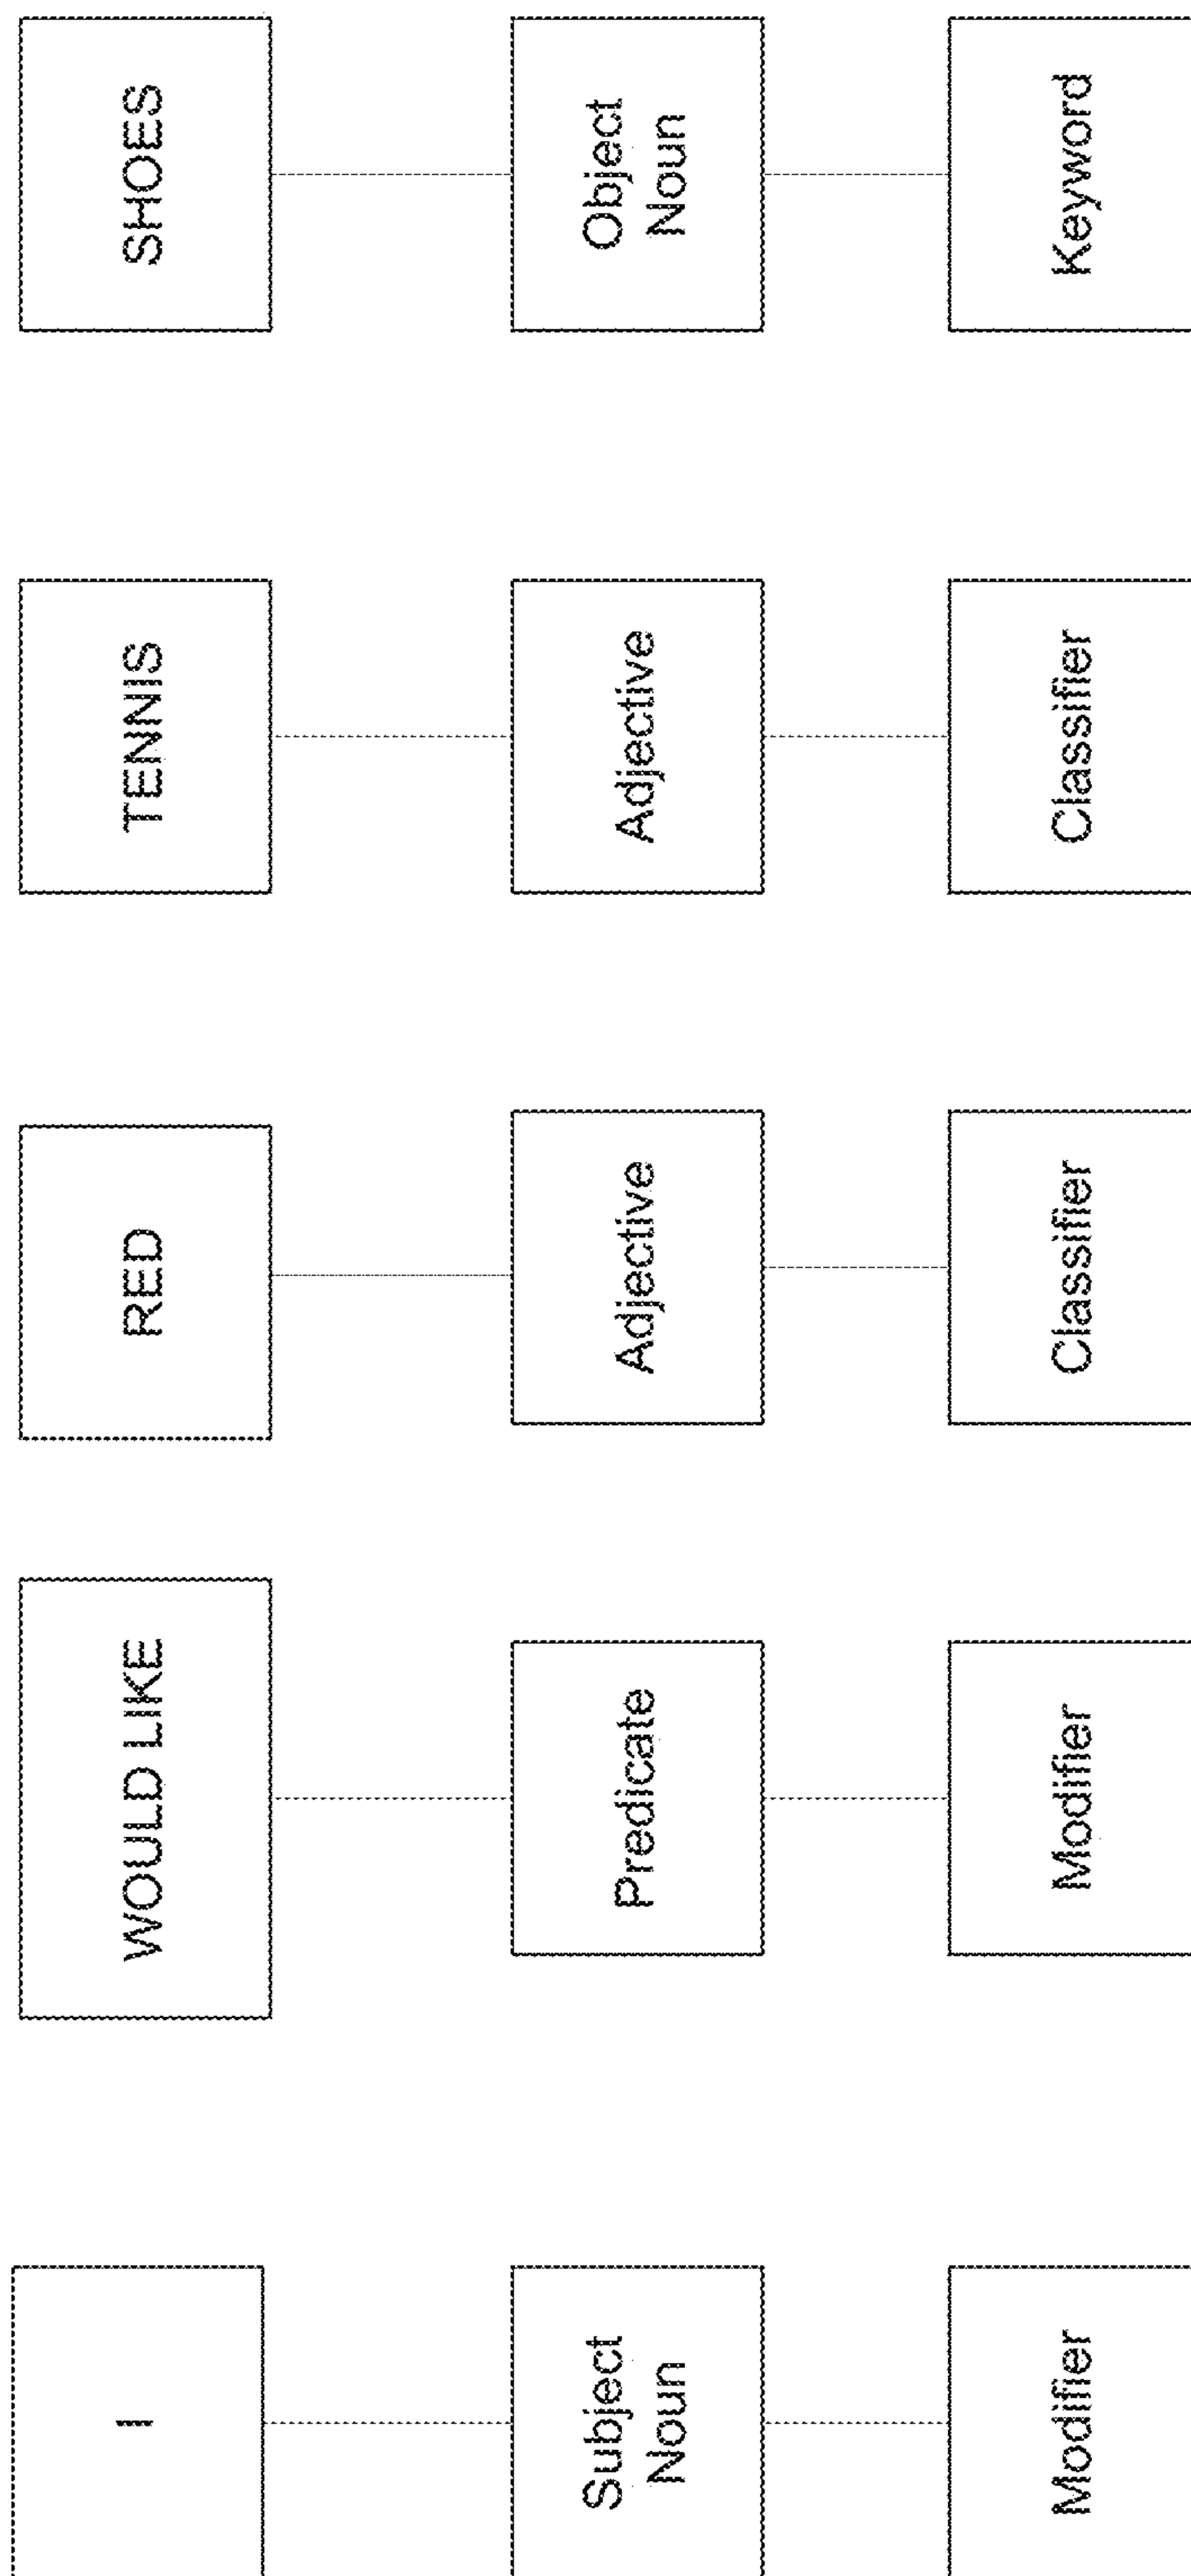 I
WOULD LIKE
RED
TENNIS
SHOES
Subject
Noun
Predicate
Adjective
Adjective
Object
Noun
Modifier
Modifier
Classifier
Classifier
Keyword